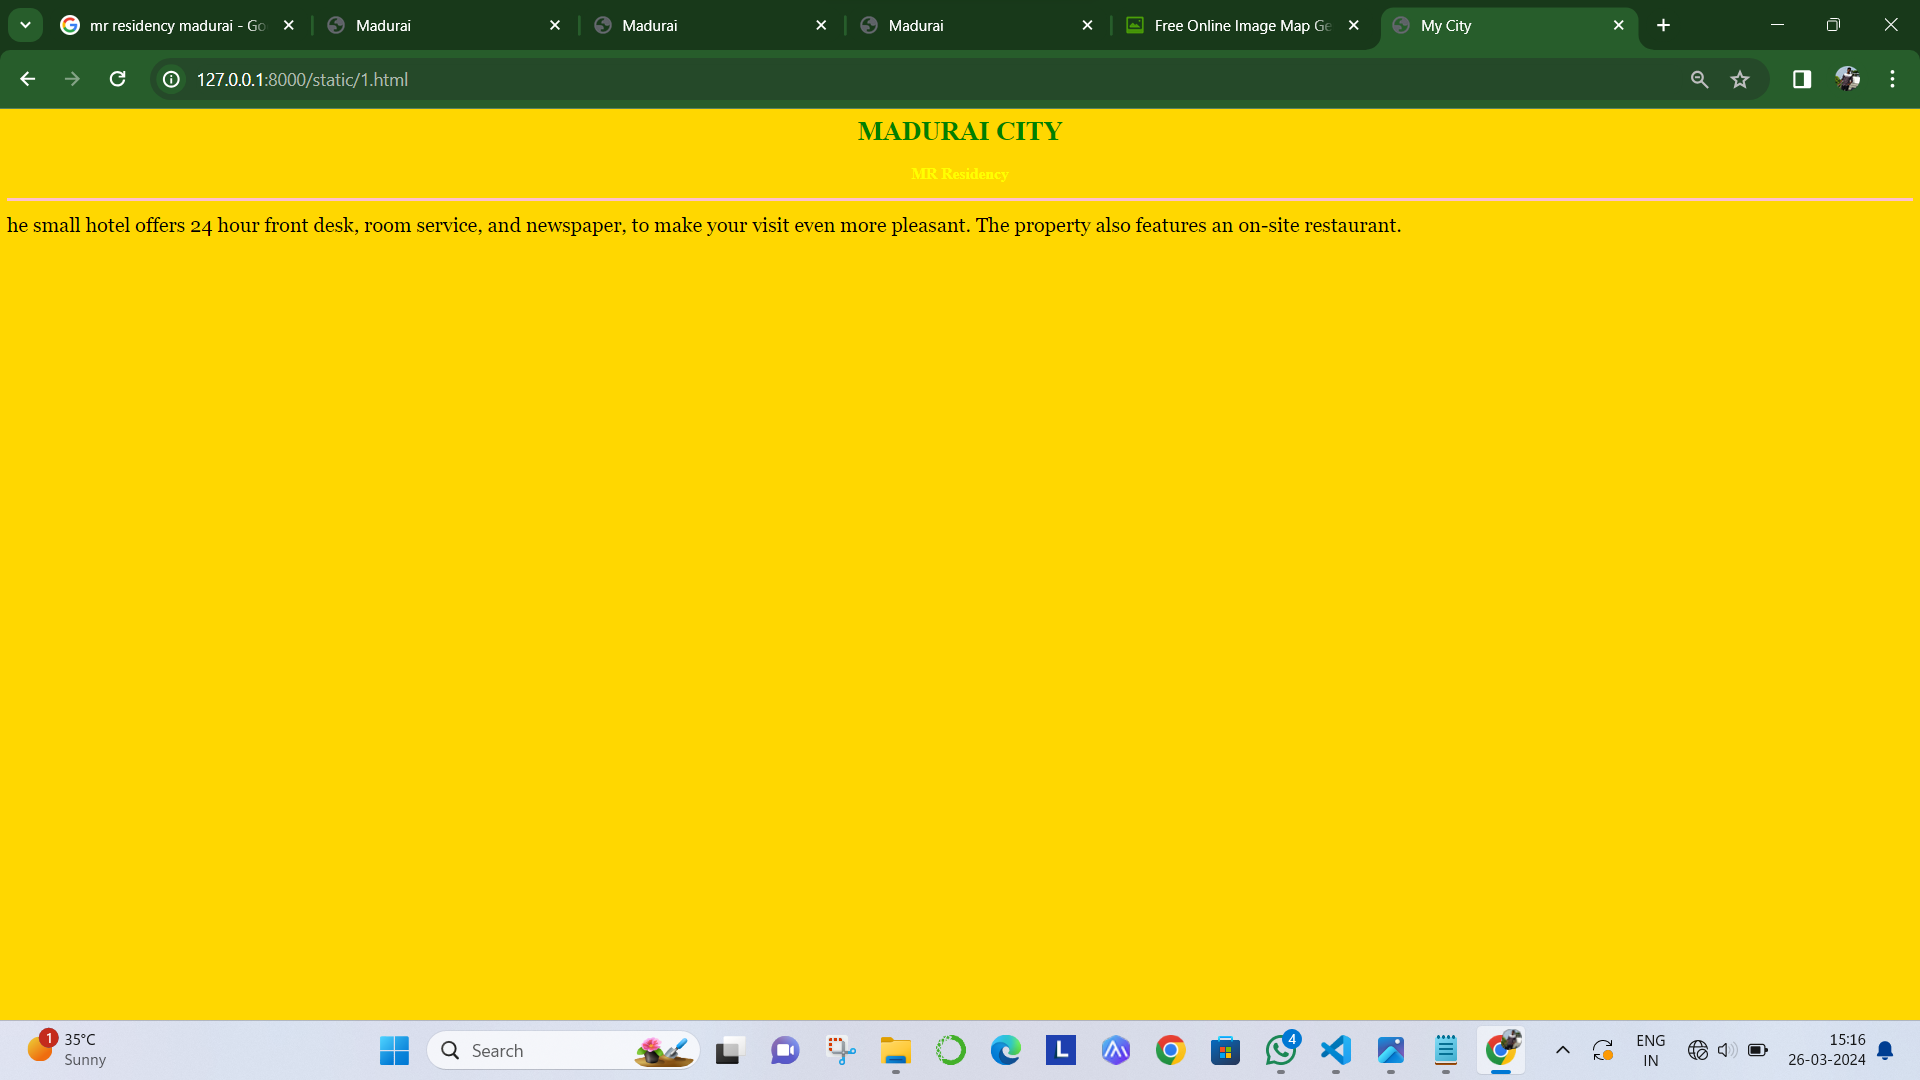 mr residency madurai - Go
Madurai
Madurai
Madurai
Free Online Image Map Ge
My City
127.0.0.1:8000/static/1.html
MADURAI CITY
MR Residency
he small hotel offers 24 hour front desk, room service, and newspaper, to make your visit even more pleasant. The property also features an on-site restaurant.
1
35°C
Sunny
Search
L
4
ENG
IN
15:16
26-03-2024